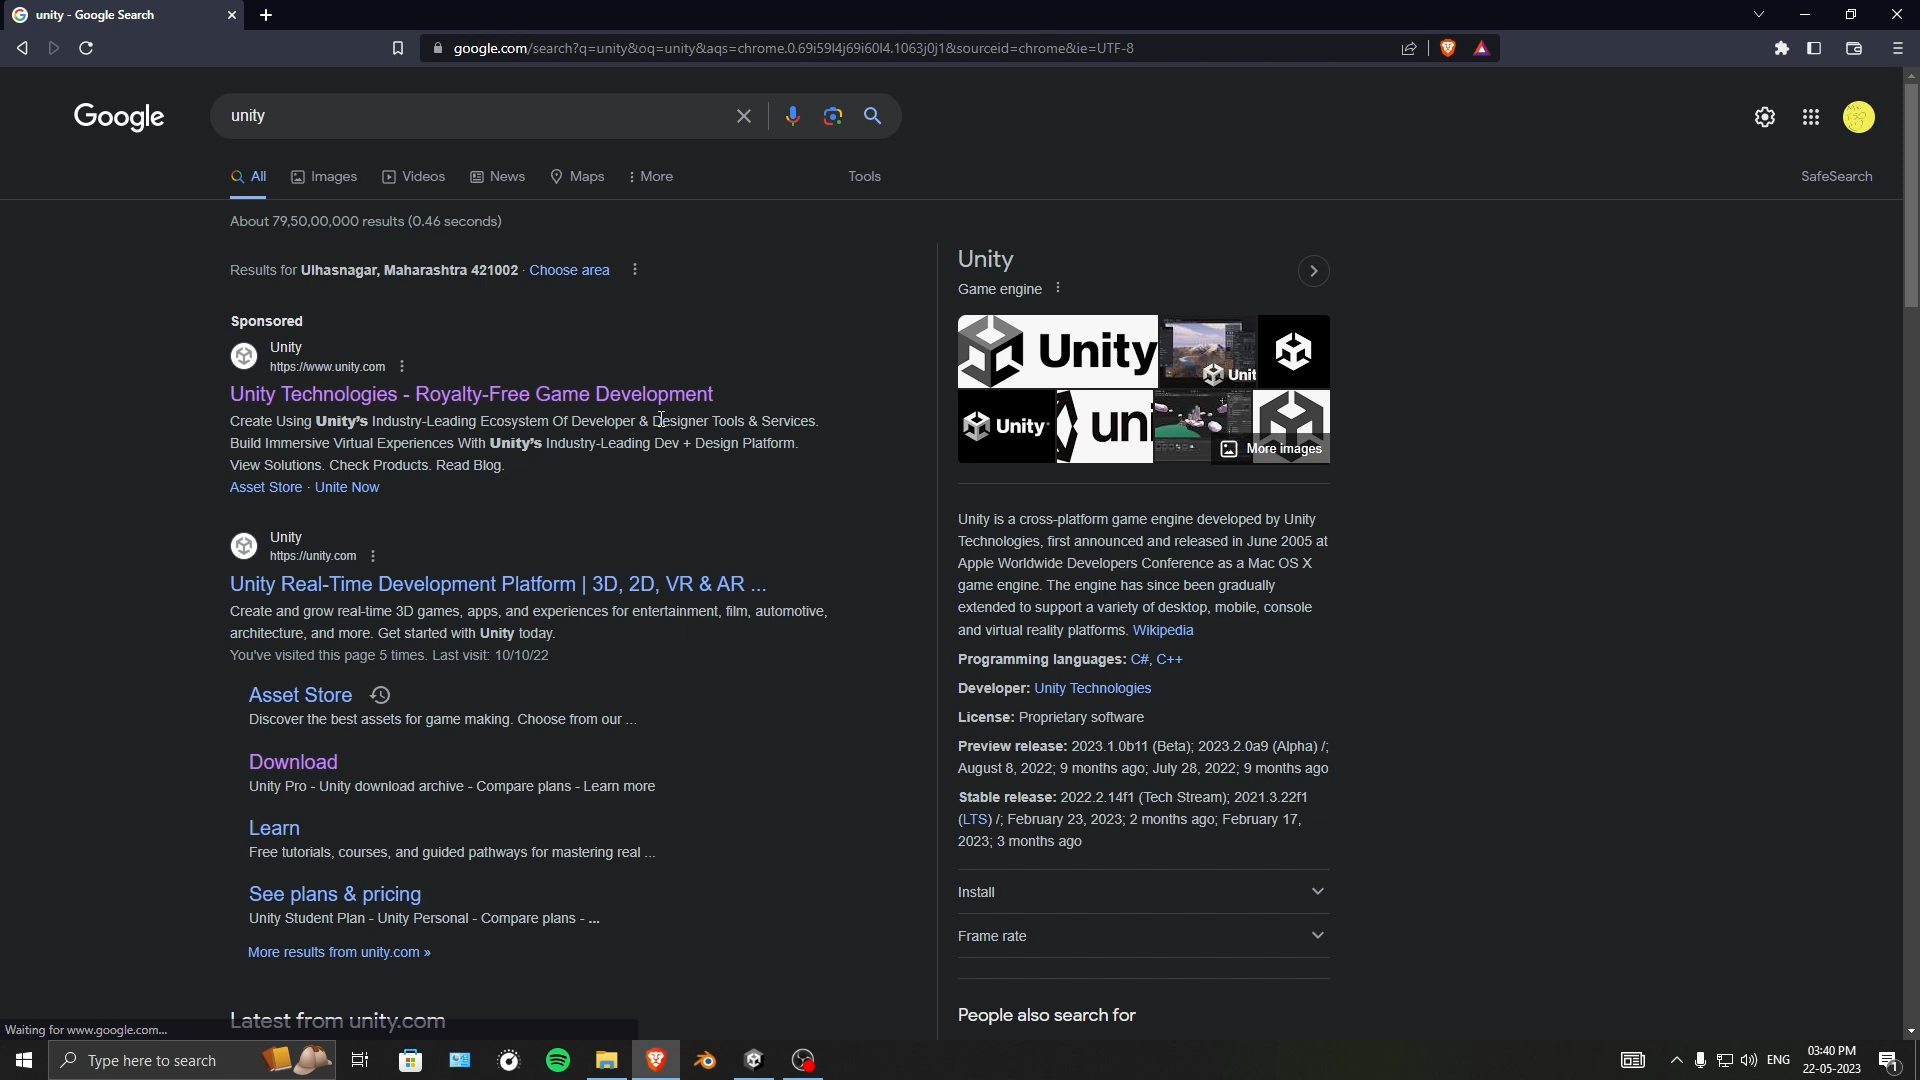 unity - Google Search
google.com/search?q=unity&oq=unity&aqs=chrome.0.69i59l4j69i60l4.1063j0j1&sourceid=chrome&ie=UTF-8
Google
unity
All
Images
Videos
News
Maps
More
Tools
SafeSearch
About 79,50,00,000 results (0.46 seconds)
Results for Ulhasnagar, Maharashtra 421002 · Choose area
Sponsored
Unity
https://www.unity.com
Unity Technologies - Royalty-Free Game Development
Create Using Unity's Industry-Leading Ecosystem Of Developer & Designer Tools & Services.
Build Immersive Virtual Experiences With Unity's Industry-Leading Dev + Design Platform.
View Solutions. Check Products. Read Blog.
Asset Store · Unite Now
Unity
https://unity.com
Unity Real-Time Development Platform | 3D, 2D, VR & AR ...
Create and grow real-time 3D games, apps, and experiences for entertainment, film, automotive,
architecture, and more. Get started with Unity today.
You've visited this page 5 times. Last visit: 10/10/22
Asset Store
Discover the best assets for game making. Choose from our ...
Download
Unity Pro - Unity download archive - Compare plans - Learn more
Learn
Free tutorials, courses, and guided pathways for mastering real ...
See plans & pricing
Unity Student Plan - Unity Personal - Compare plans - ...
More results from unity.com »
Latest from unity.com
Unity
Game engine
Unity
Unit
Unity
un
More images
Unity is a cross-platform game engine developed by Unity
Technologies, first announced and released in June 2005 at
Apple Worldwide Developers Conference as a Mac OS X
game engine. The engine has since been gradually
extended to support a variety of desktop, mobile, console
and virtual reality platforms. Wikipedia
Programming languages: C#, C++
Developer: Unity Technologies
License: Proprietary software
Preview release: 2023.1.0b11 (Beta); 2023.2.0a9 (Alpha) /;
August 8, 2022; 9 months ago; July 28, 2022; 9 months ago
Stable release: 2022.2.14f1 (Tech Stream); 2021.3.22f1
(LTS) /; February 23, 2023; 2 months ago; February 17,
2023; 3 months ago
Install
Frame rate
People also search for
Waiting for www.google.com...
Type here to search
ENG
03:40 PM
22-05-2023
1